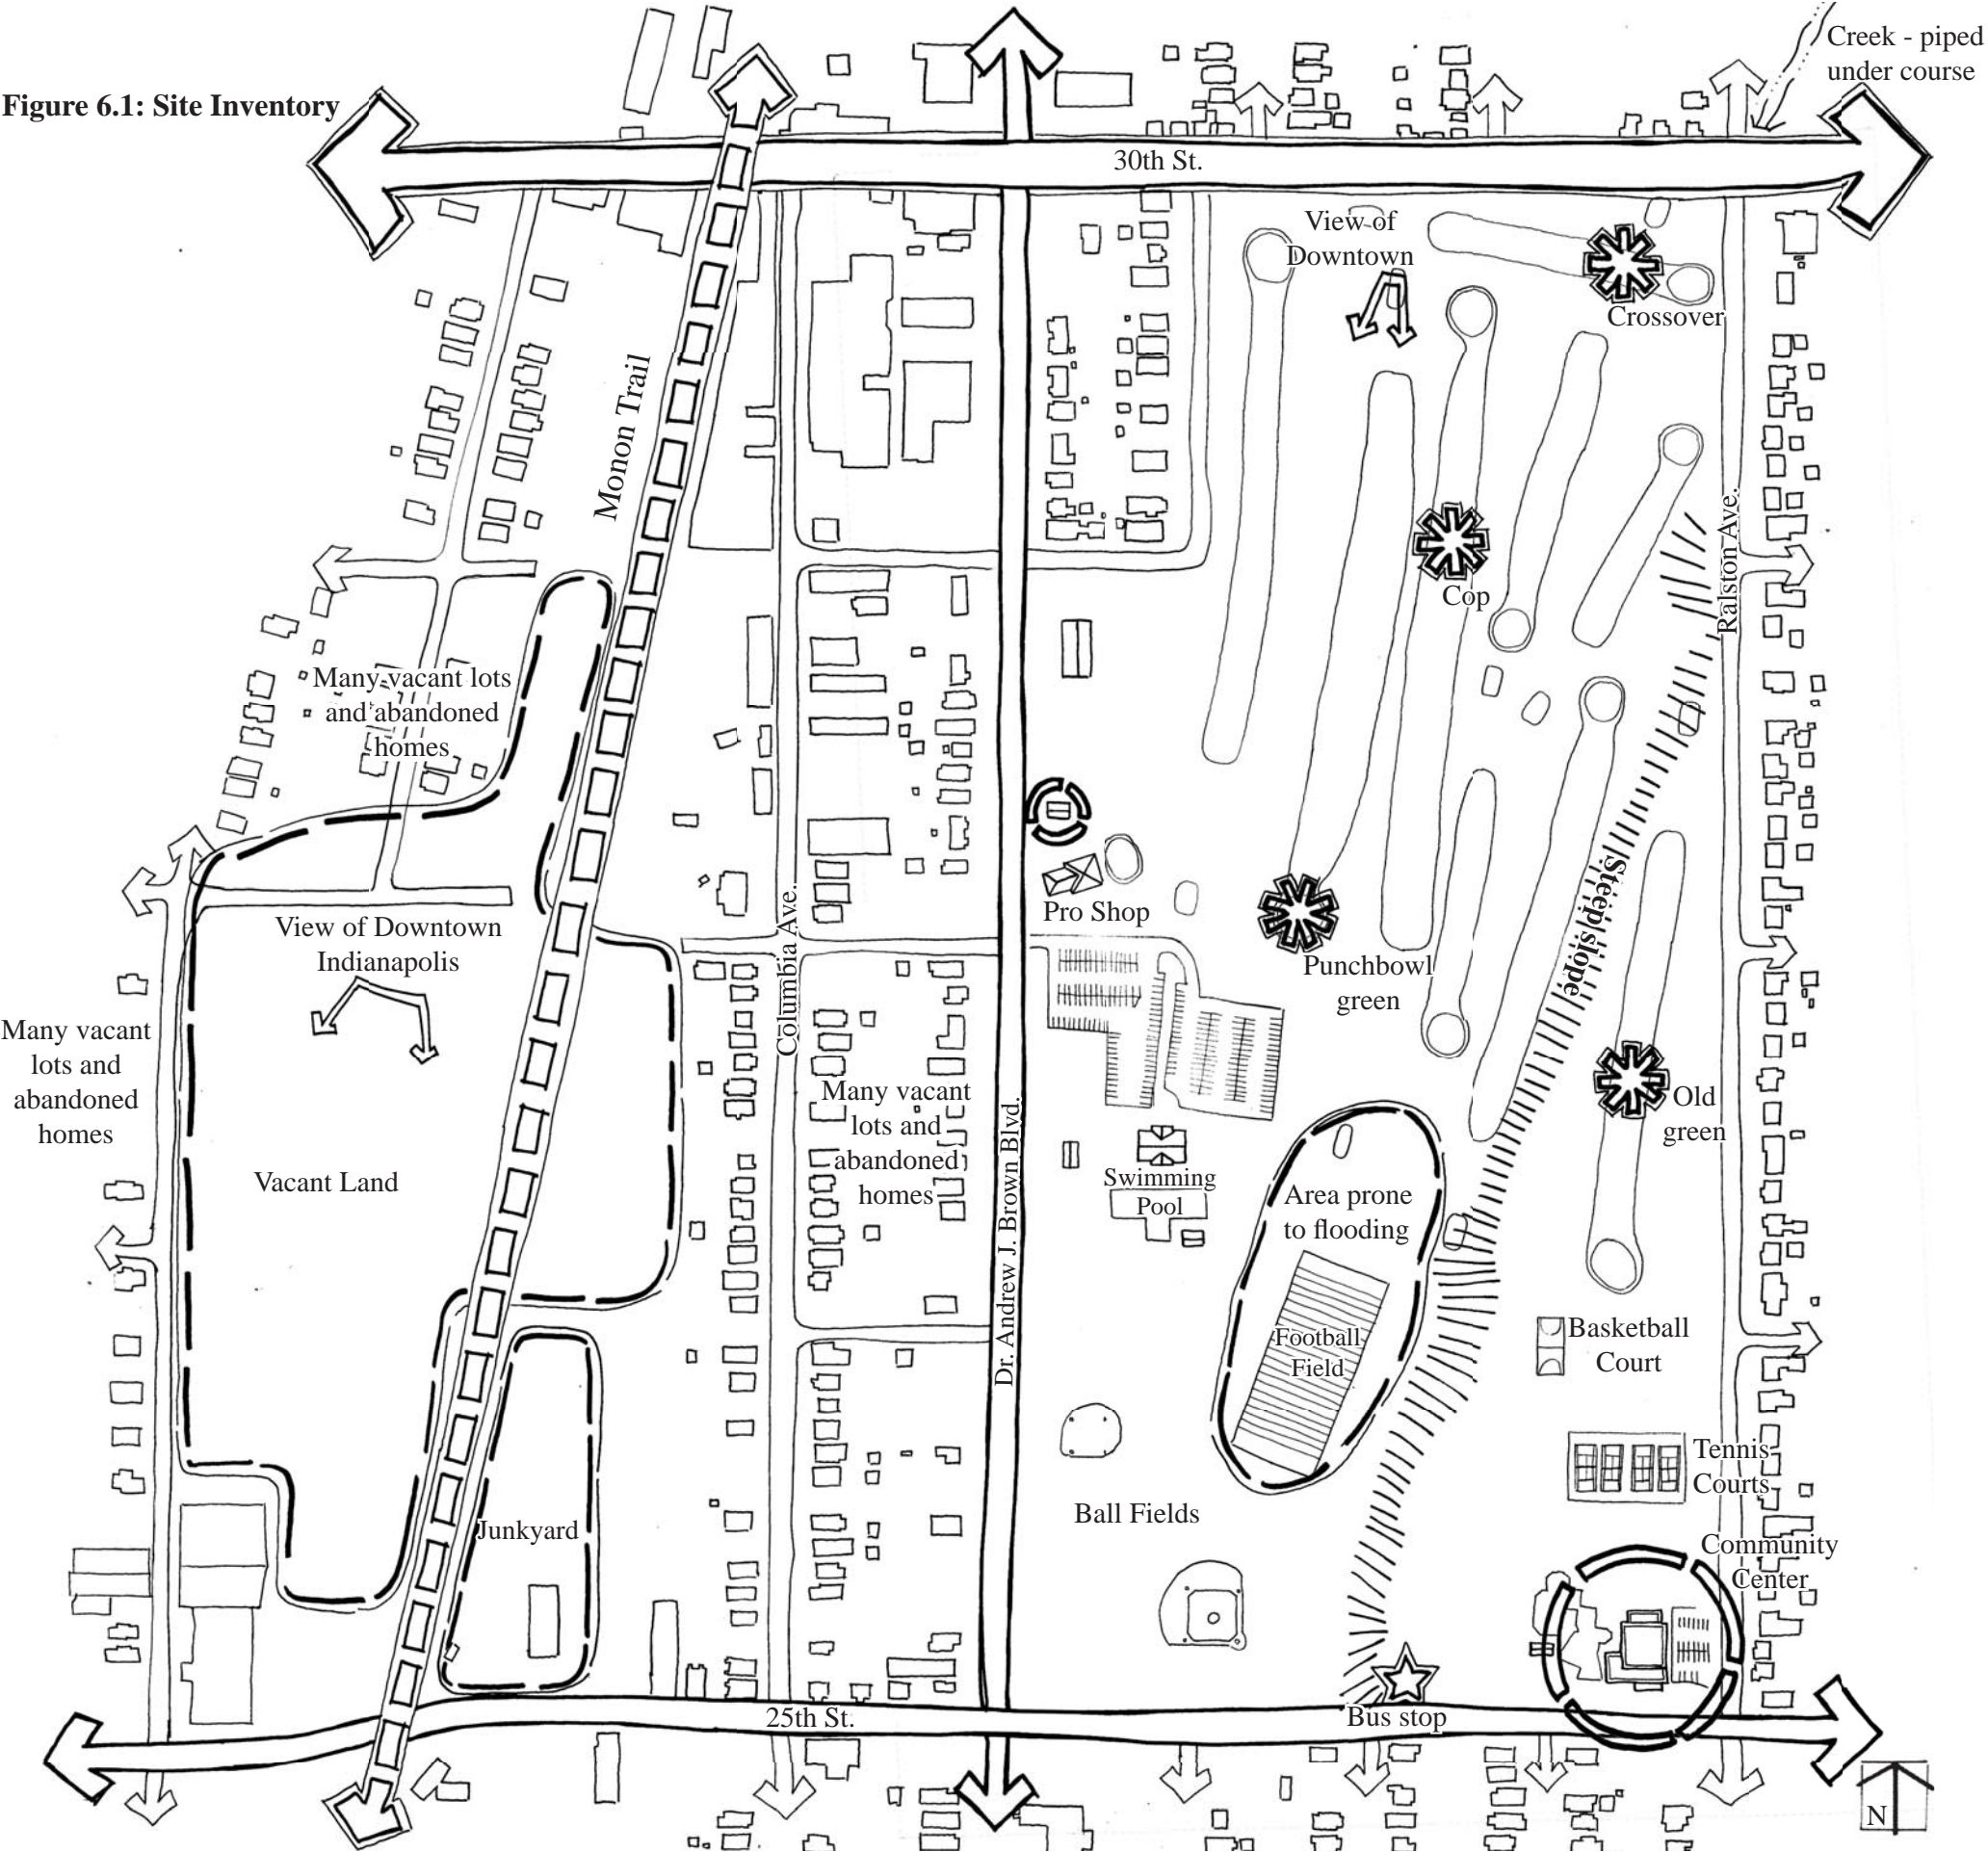 Creek - piped
under course
Figure 6.1: Site Inventory
30th St.
View of
Downtown
Crossover
Monon Trail
Ralston Ave.
Cop
Many vacant lots
and abandoned
homes
Steep slope
Pro Shop
View of Downtown
Indianapolis
Columbia Ave.
Punchbowl
green
Many vacant
lots and
abandoned
homes
Many vacant
lots and
abandoned
homes
Old
green
Vacant Land
Dr. Andrew J. Brown Blvd.
Swimming
Pool
Area prone
to flooding
Football
Field
Basketball
Court
Tennis
Courts
Ball Fields
Junkyard
Community
Center
25th St.
Bus stop
N